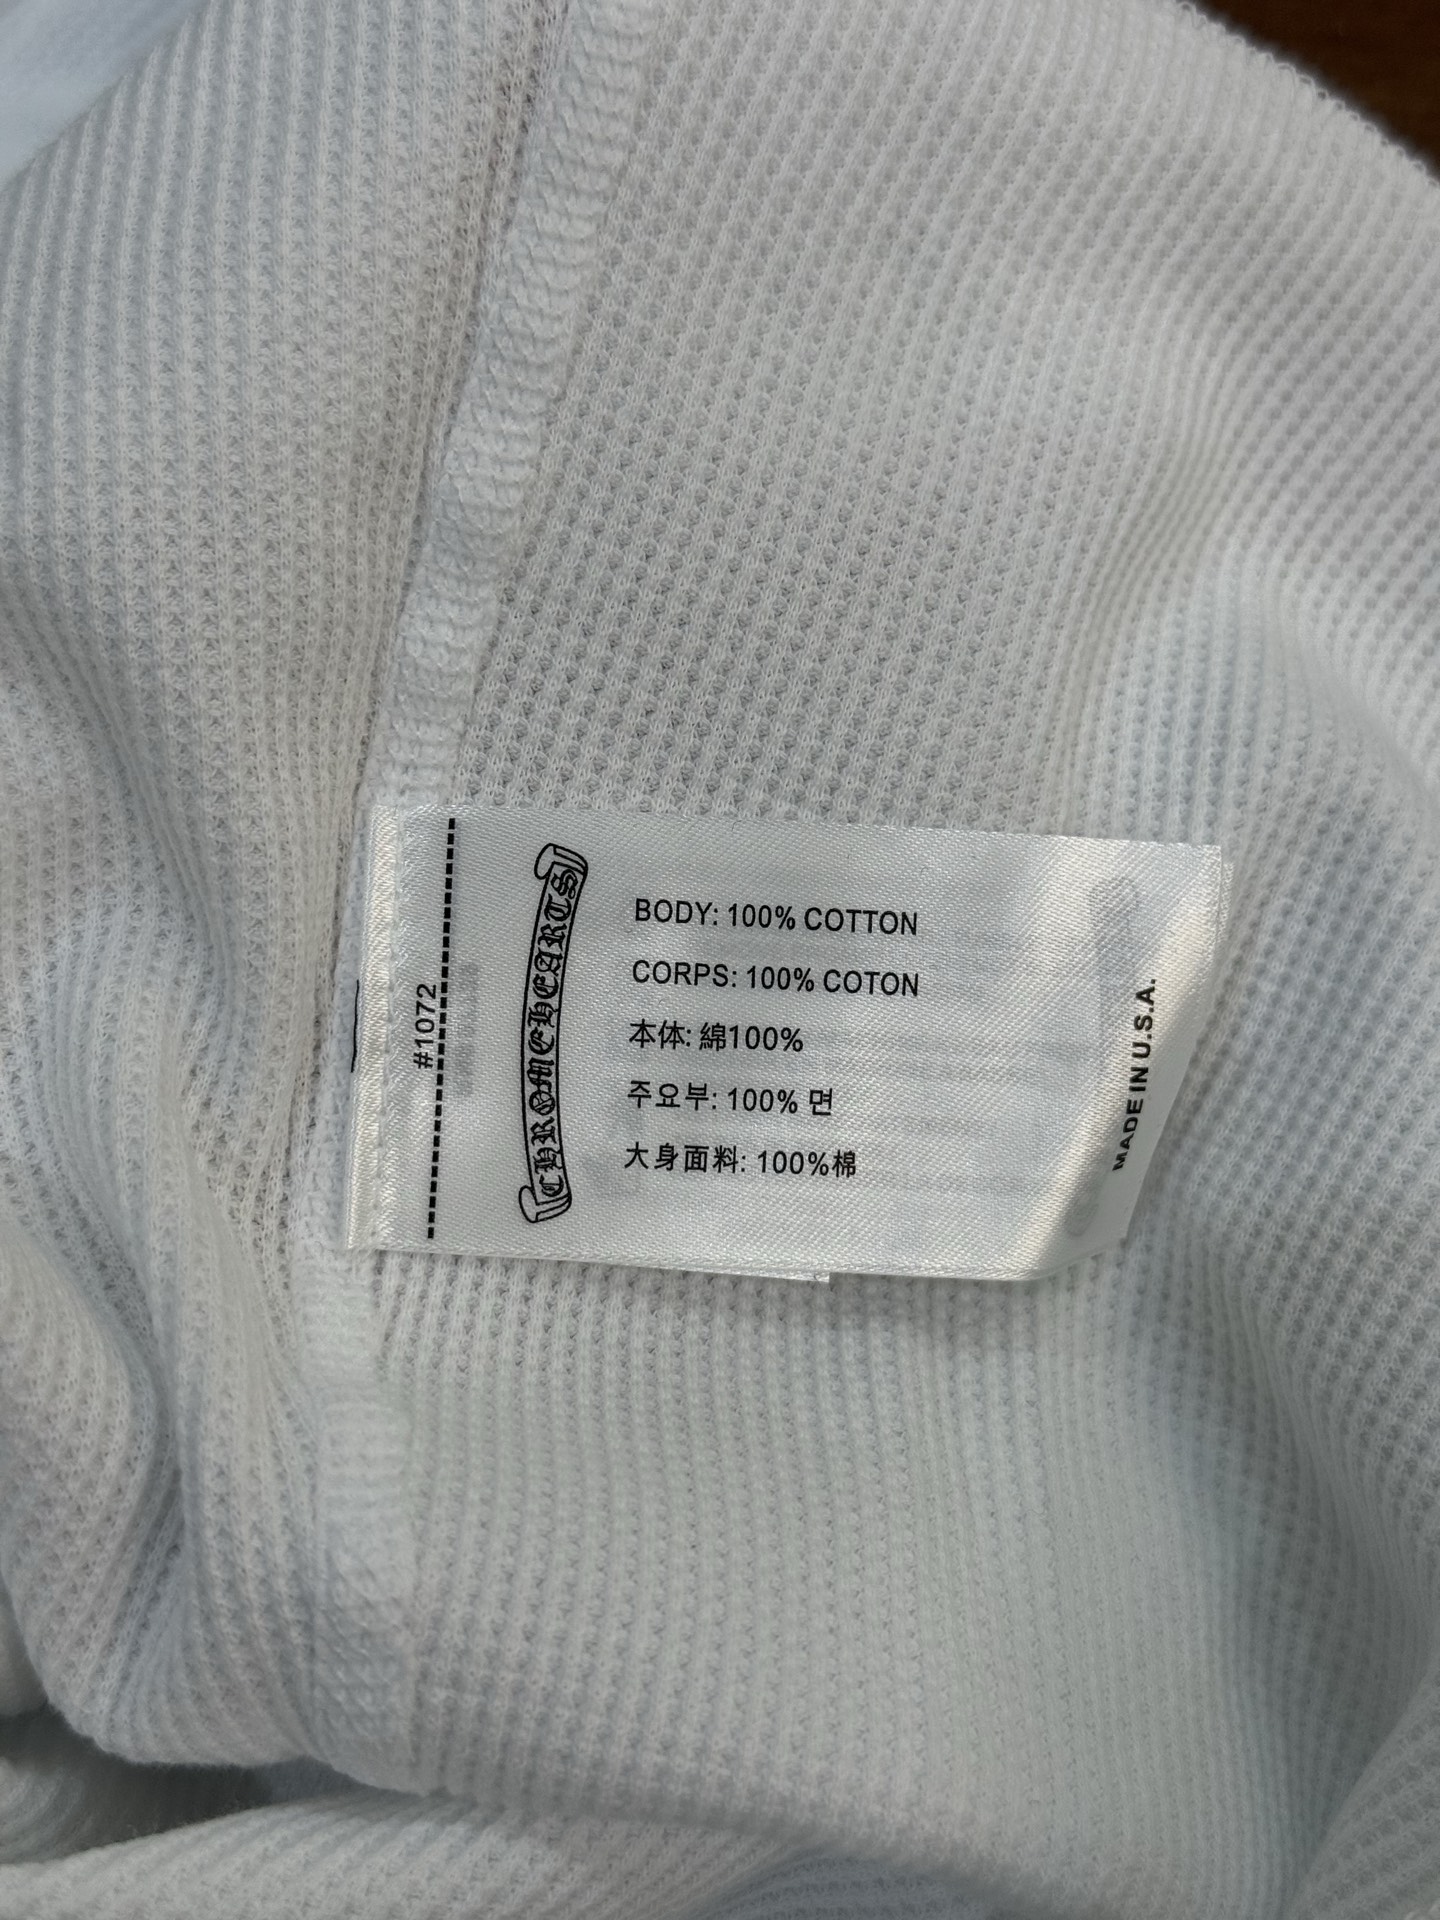 #1072
CHROME HEARTS
BODY: 100% COTTON
CORPS: 100% COTON
本体: 綿100%
주요부: 100% 면
大身面料: 100%棉
MADE IN U.S.A.